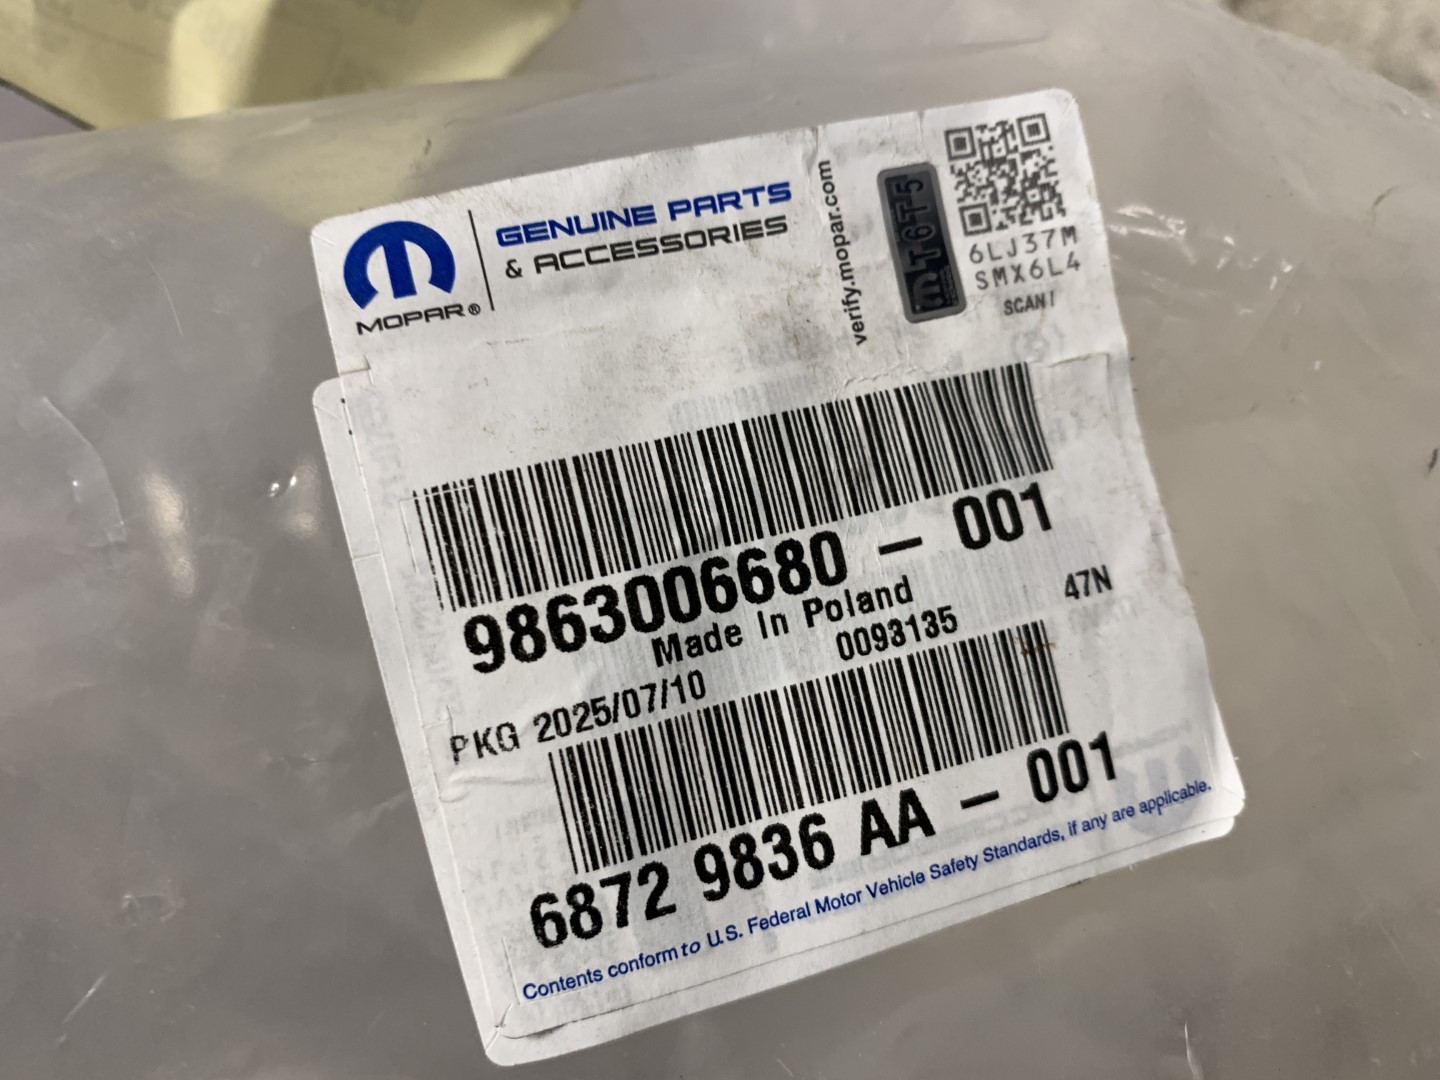 MOPAR®
GENUINE PARTS
& ACCESSORIES
verify.mopar.com
T6T5
6LJ37M
SMX6L4
SCAN!
9863006680 - 001
Made In Poland
47N
0093135
PKG 2025/07/10
6872 9836 AA - 001
Contents conform to U.S. Federal Motor Vehicle Safety Standards, if any are applicable.